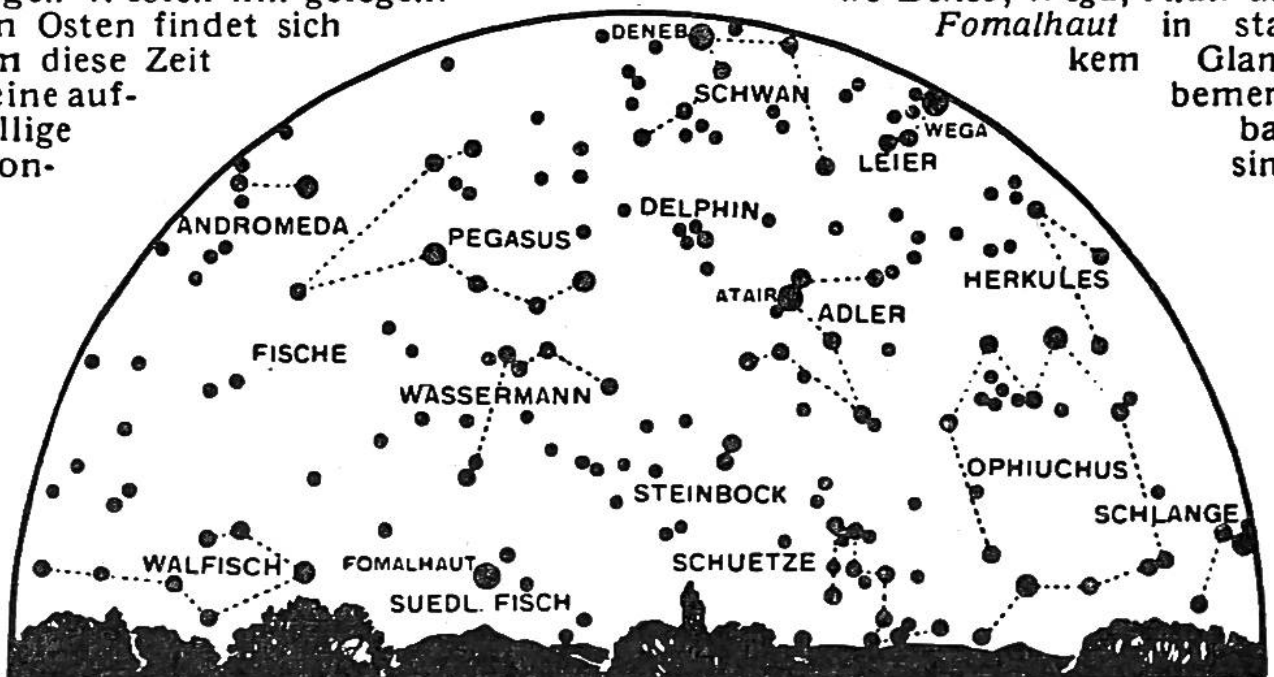 n Osten findet sich
m diese Zeit
eine auf-
llige
on-
Fomalhaut in sta
kem Glan
bemer
ba
sin
DENEB
SCHWAN
WEGA
LEIER
ANDROMEDA
PEGASUS
DELPHIN
HERKULES
ATAIR
ADLER
FISCHE
WASSERMANN
OPHIUCHUS
STEINBOCK
SCHLANGE
WALFISCH
FOMALHAUT
SCHUETZE
SUEDL. FISCH